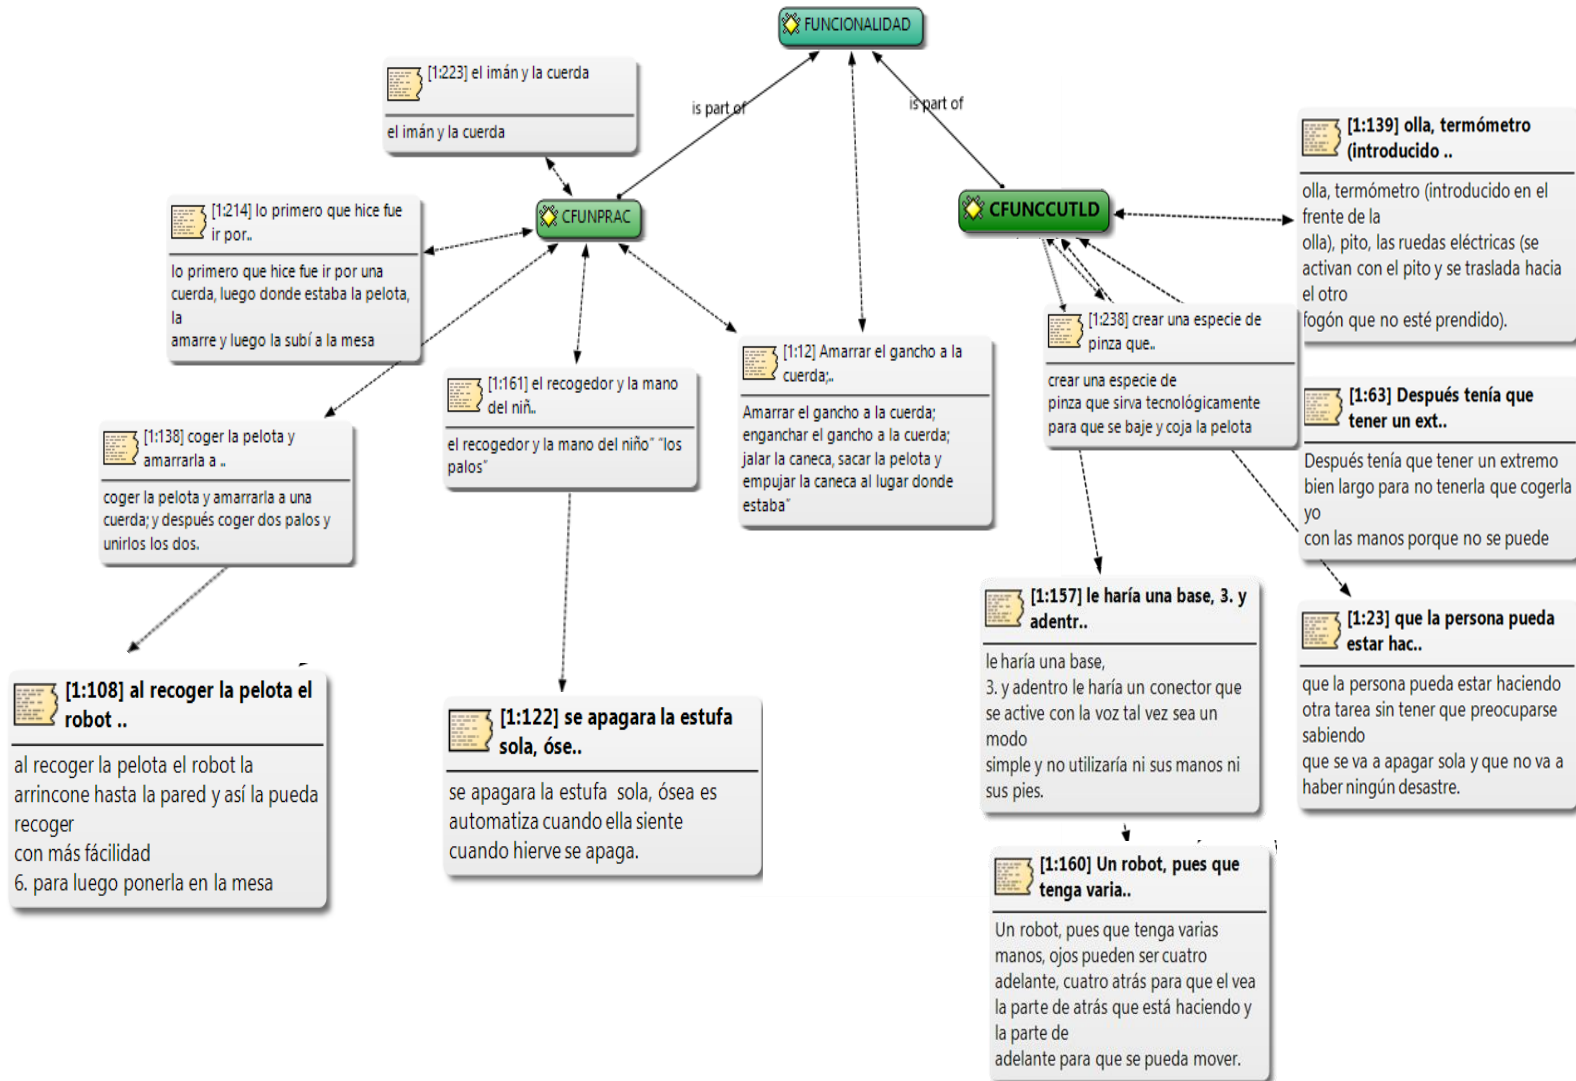 FUNCIONALIDAD
[1:223] el imán y la cuerda
el imán y la cuerda
is part of
is part of
[1:139] olla, termómetro
(introducido ..
olla, termómetro (introducido en el
frente de la
olla), pito, las ruedas eléctricas (se
activan con el pito y se traslada hacia
el otro
fogón que no esté prendido).
[1:214] lo primero que hice fue
ir por..
lo primero que hice fue ir por una
cuerda, luego donde estaba la pelota,
la
amarre y luego la subí a la mesa
CFUNPRAC
CFUNCCUTLD
[1:238] crear una especie de
pinza que..
crear una especie de
pinza que sirva tecnológicamente
para que se baje y coja la pelota
[1:12] Amarrar el gancho a la
cuerda;..
Amarrar el gancho a la cuerda;
enganchar el gancho a la cuerda;
jalar la caneca, sacar la pelota y
empujar la caneca al lugar donde
estaba"
[1:161] el recogedor y la mano
del niñ..
el recogedor y la mano del niño" "los
palos"
[1:63] Después tenía que
tener un ext..
Después tenía que tener un extremo
bien largo para no tenerla que cogerla
yo
con las manos porque no se puede
[1:138] coger la pelota y
amarrarla a ..
coger la pelota y amarrarla a una
cuerda; y después coger dos palos y
unirlos los dos.
[1:157] le haría una base, 3. y
adentr..
le haría una base,
3. y adentro le haría un conector que
se active con la voz tal vez sea un
modo
simple y no utilizaría ni sus manos ni
sus pies.
[1:23] que la persona pueda
estar hac..
que la persona pueda estar haciendo
otra tarea sin tener que preocuparse
sabiendo
que se va a apagar sola y que no va a
haber ningún desastre.
[1:108] al recoger la pelota el
robot ..
al recoger la pelota el robot la
arrincone hasta la pared y así la pueda
recoger
con más fácilidad
6. para luego ponerla en la mesa
[1:122] se apagara la estufa
sola, óse..
se apagara la estufa  sola, ósea es
automatiza cuando ella siente
cuando hierve se apaga.
[1:160] Un robot, pues que
tenga varia..
Un robot, pues que tenga varias
manos, ojos pueden ser cuatro
adelante, cuatro atrás para que el vea
la parte de atrás que está haciendo y
la parte de
adelante para que se pueda mover.